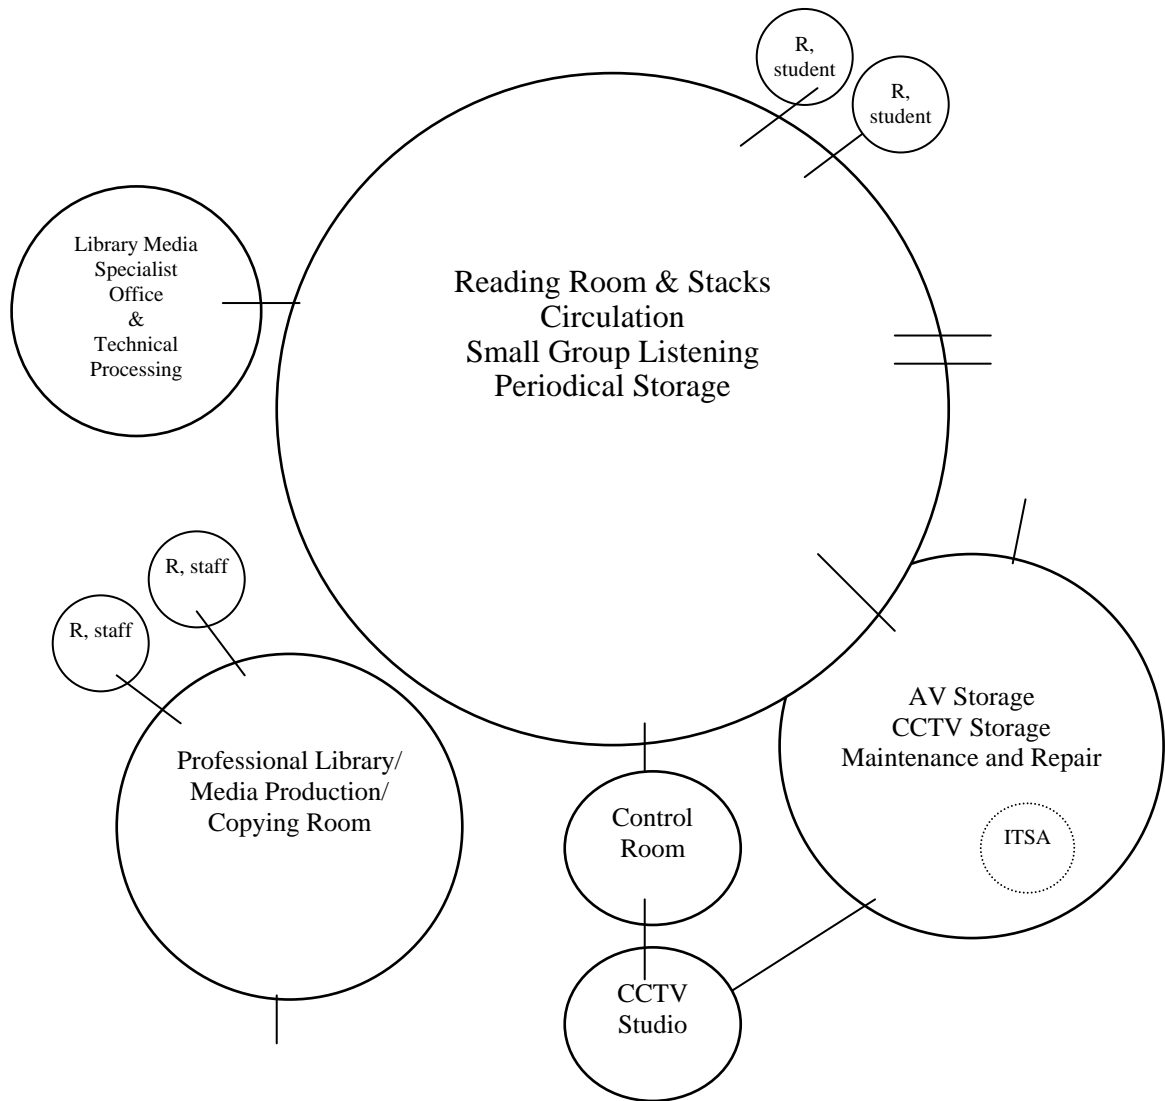 R,
student
R,
student
Library Media
Specialist
Office
&
Technical
Processing
Reading Room & Stacks
Circulation
Small Group Listening
Periodical Storage
R, staff
R, staff
Professional Library/
Media Production/
Copying Room
Control
Room
CCTV
Studio
AV Storage
CCTV Storage
Maintenance and Repair
ITSA